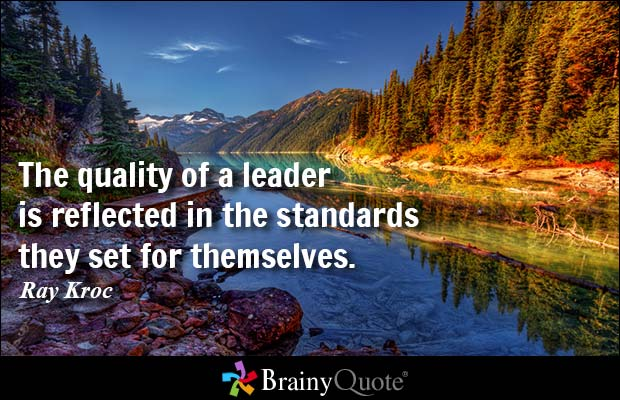 The quality of a leader
is reflected in the standards
they set for themselves.
Ray Kroc
BrainyQuote®